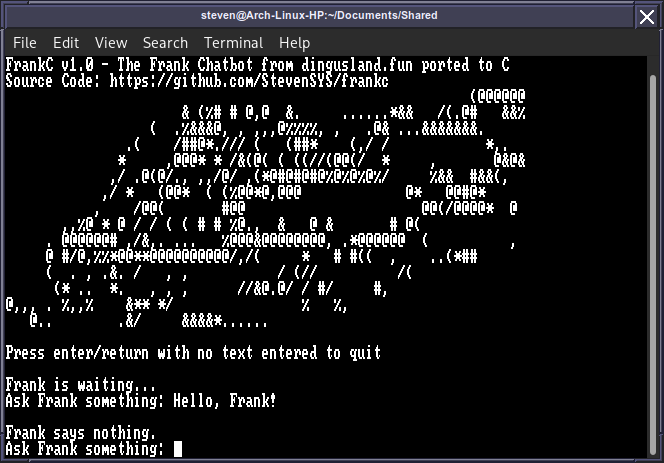 steven@Arch-Linux-HP:~/Documents/Shared
File Edit View Search Terminal Help
FrankC v1.0 - The Frank Chatbot from dingusland.fun ported to C
Source Code: https://github.com/StevenSYS/frankc
Press enter/return with no text entered to quit
Frank is waiting...
Ask Frank something: Hello, Frank!
Frank says nothing.
Ask Frank something: